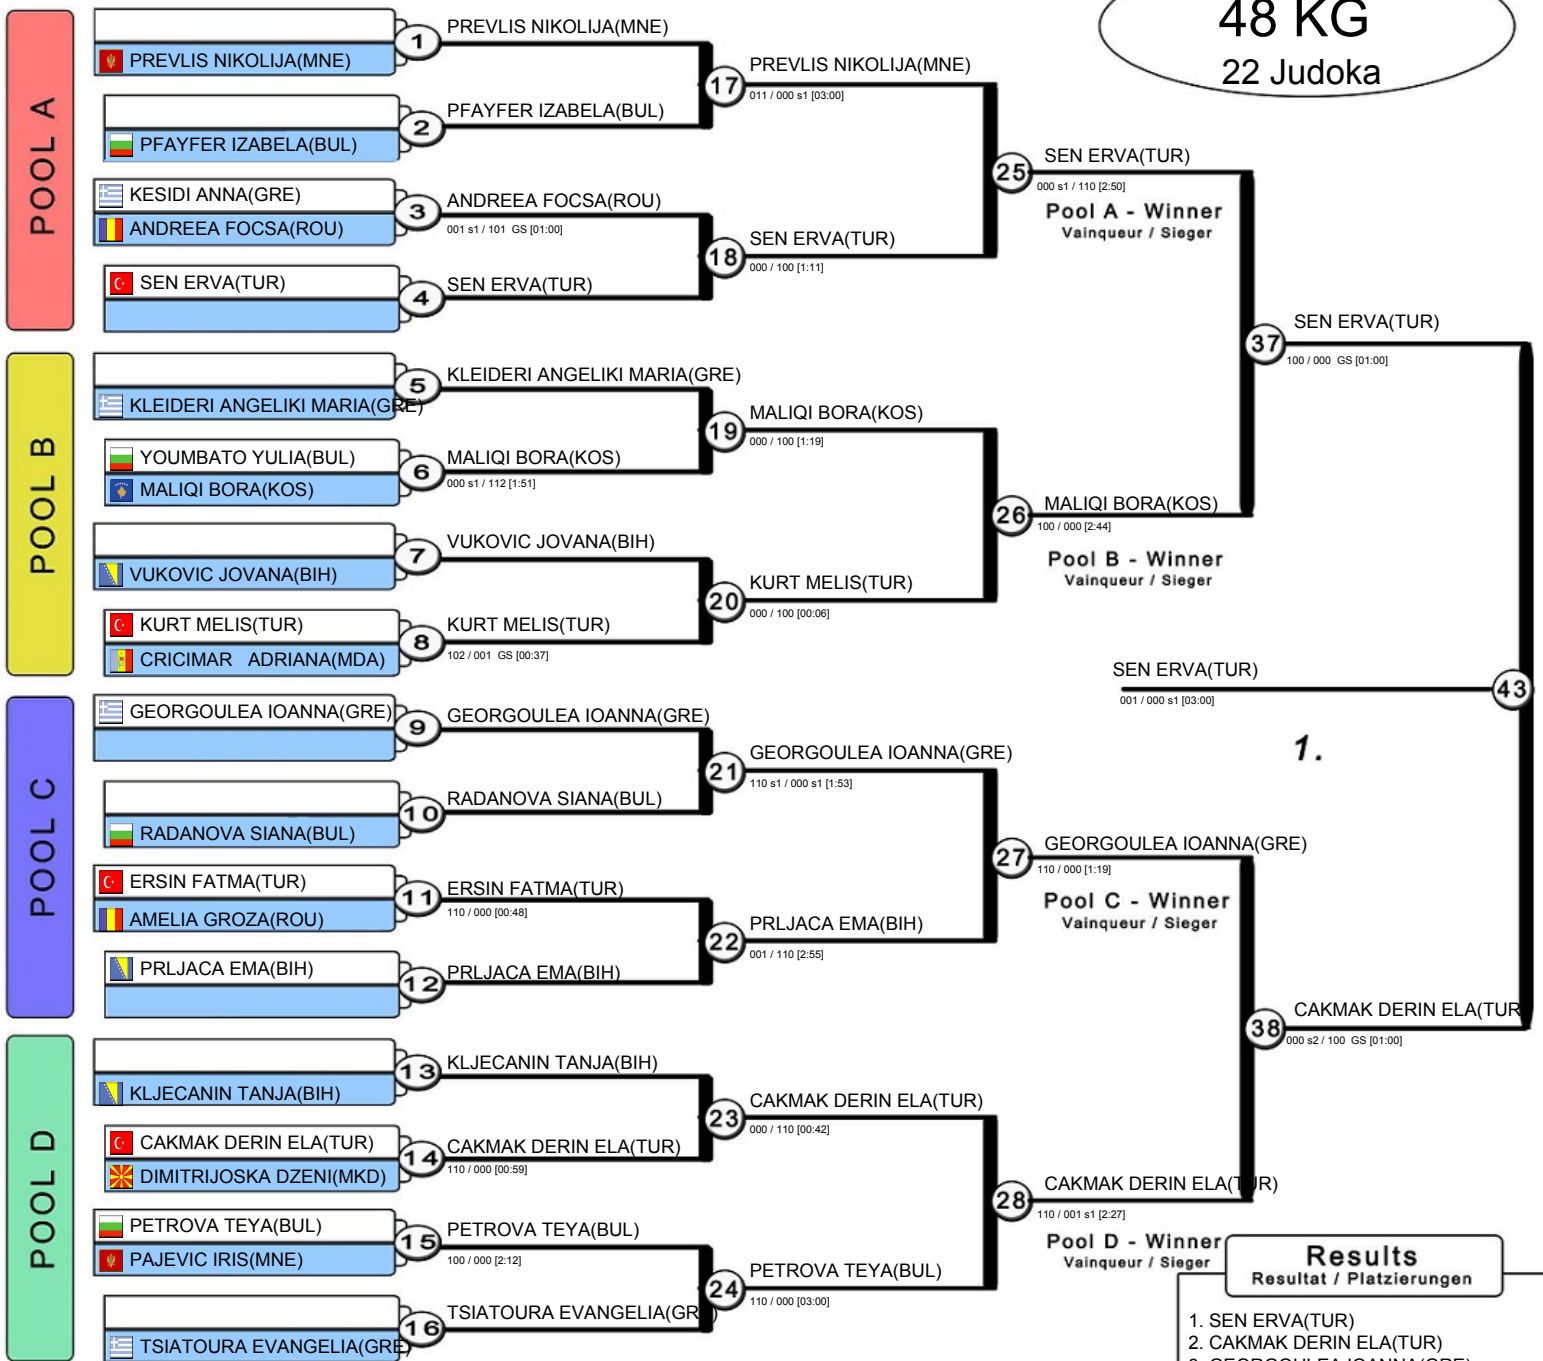 48 KG
22 Judoka
POOL A
1
PREVLIS NIKOLIJA(MNE)
PREVLIS NIKOLIJA(MNE)
2
PFAYFER IZABELA(BUL)
PFAYFER IZABELA(BUL)
KESIDI ANNA(GRE)
ANDREEA FOCSA(ROU)
3
ANDREEA FOCSA(ROU)
001 s1 / 101 GS [01:00]
SEN ERVA(TUR)
4
SEN ERVA(TUR)
17
PREVLIS NIKOLIJA(MNE)
011 / 000 s1 [03:00]
18
SEN ERVA(TUR)
000 / 100 [1:11]
25
SEN ERVA(TUR)
000 s1 / 110 [2:50]
Pool A - Winner
Vainqueur / Sieger
POOL B
5
KLEIDERI ANGELIKI MARIA(GRE)
KLEIDERI ANGELIKI MARIA(GRE)
YOUMBATO YULIA(BUL)
MALIQI BORA(KOS)
6
MALIQI BORA(KOS)
000 s1 / 112 [1:51]
7
VUKOVIC JOVANA(BIH)
VUKOVIC JOVANA(BIH)
KURT MELIS(TUR)
CRICIMAR ADRIANA(MDA)
8
KURT MELIS(TUR)
102 / 001 GS [00:37]
19
MALIQI BORA(KOS)
000 / 100 [1:19]
20
KURT MELIS(TUR)
000 / 100 [00:06]
26
MALIQI BORA(KOS)
100 / 000 [2:44]
Pool B - Winner
Vainqueur / Sieger
37
SEN ERVA(TUR)
100 / 000 GS [01:00]
SEN ERVA(TUR)
43
001 / 000 s1 [03:00]
1.
POOL C
GEORGOULEA IOANNA(GRE)
9
GEORGOULEA IOANNA(GRE)
10
RADANOVA SIANA(BUL)
RADANOVA SIANA(BUL)
ERSIN FATMA(TUR)
AMELIA GROZA(ROU)
11
ERSIN FATMA(TUR)
110 / 000 [00:48]
PRLJACA EMA(BIH)
12
PRLJACA EMA(BIH)
21
GEORGOULEA IOANNA(GRE)
110 s1 / 000 s1 [1:53]
22
PRLJACA EMA(BIH)
001 / 110 [2:55]
27
GEORGOULEA IOANNA(GRE)
110 / 000 [1:19]
Pool C - Winner
Vainqueur / Sieger
38
CAKMAK DERIN ELA(TUR
000 s2 / 100 GS [01:00]
POOL D
13
KLJECANIN TANJA(BIH)
KLJECANIN TANJA(BIH)
CAKMAK DERIN ELA(TUR)
DIMITRIJOSKA DZENI(MKD)
14
CAKMAK DERIN ELA(TUR)
110 / 000 [00:59]
PETROVA TEYA(BUL)
PAJEVIC IRIS(MNE)
15
PETROVA TEYA(BUL)
100 / 000 [2:12]
16
TSIATOURA EVANGELIA(GRE)
TSIATOURA EVANGELIA(GRE)
23
CAKMAK DERIN ELA(TUR)
000 / 110 [00:42]
24
PETROVA TEYA(BUL)
110 / 000 [03:00]
28
CAKMAK DERIN ELA(TUR)
110 / 001 s1 [2:27]
Pool D - Winner
Vainqueur / Sieger
Results
Resultat / Platzierungen
1. SEN ERVA(TUR)
2. CAKMAK DERIN ELA(TUR)
3. GEORGOULEA IOANNA(GRE)